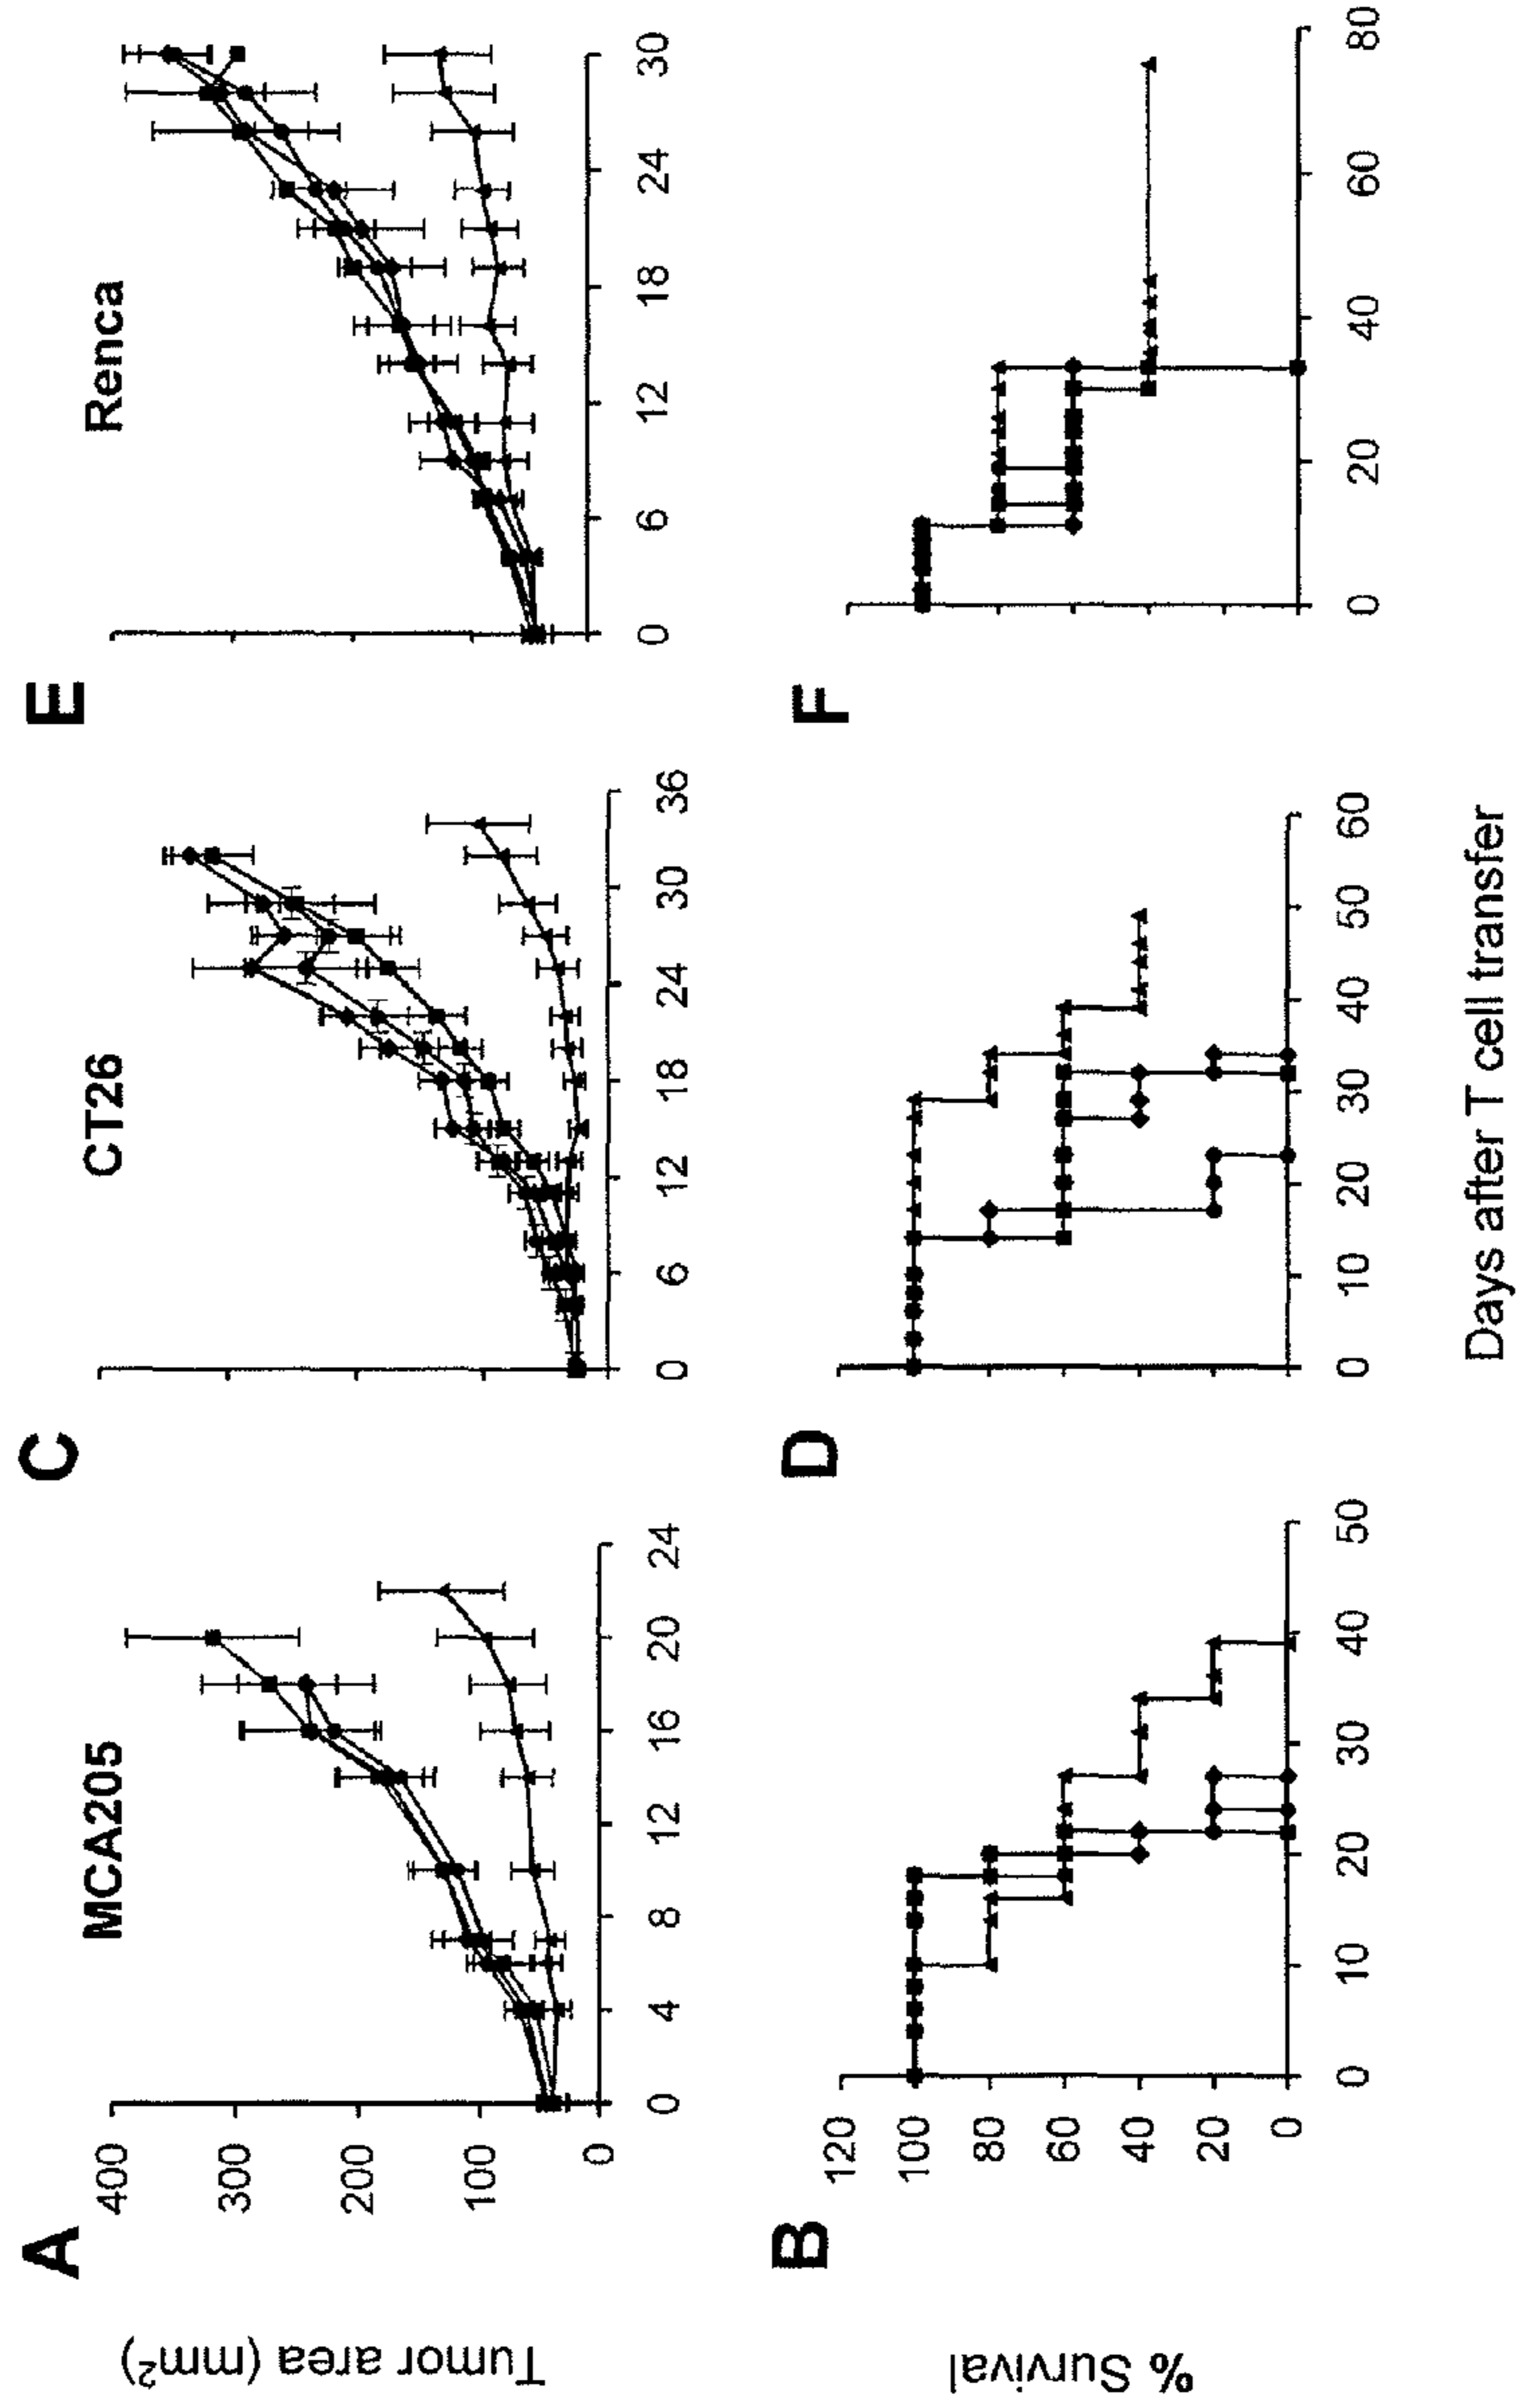 A
MCA205
Tumor area (mm²)
400
300
200
100
0
0 4 8 12 16 20 24
C
CT26
0 6 12 18 24 30 36
E
Renca
0 6 12 18 24 30
B
% Survival
120
100
80
60
40
20
0
0 10 20 30 40 50
D
0 10 20 30 40 50 60
F
0 20 40 60 80
Days after T cell transfer